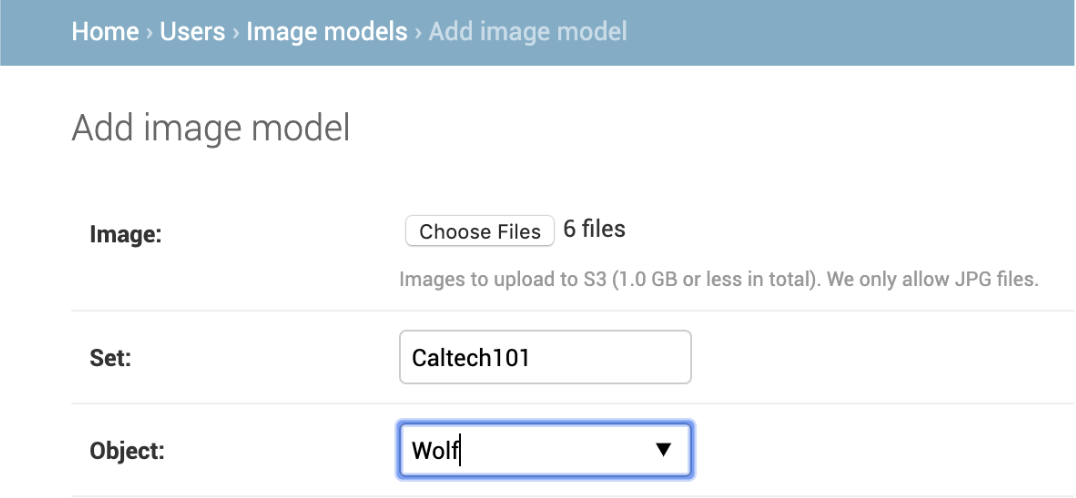 Home › Users › Image models › Add image model
Add image model
Image: Choose Files 6 files
Images to upload to S3 (1.0 GB or less in total). We only allow JPG files.
Set: Caltech101
Object: Wolf ▼